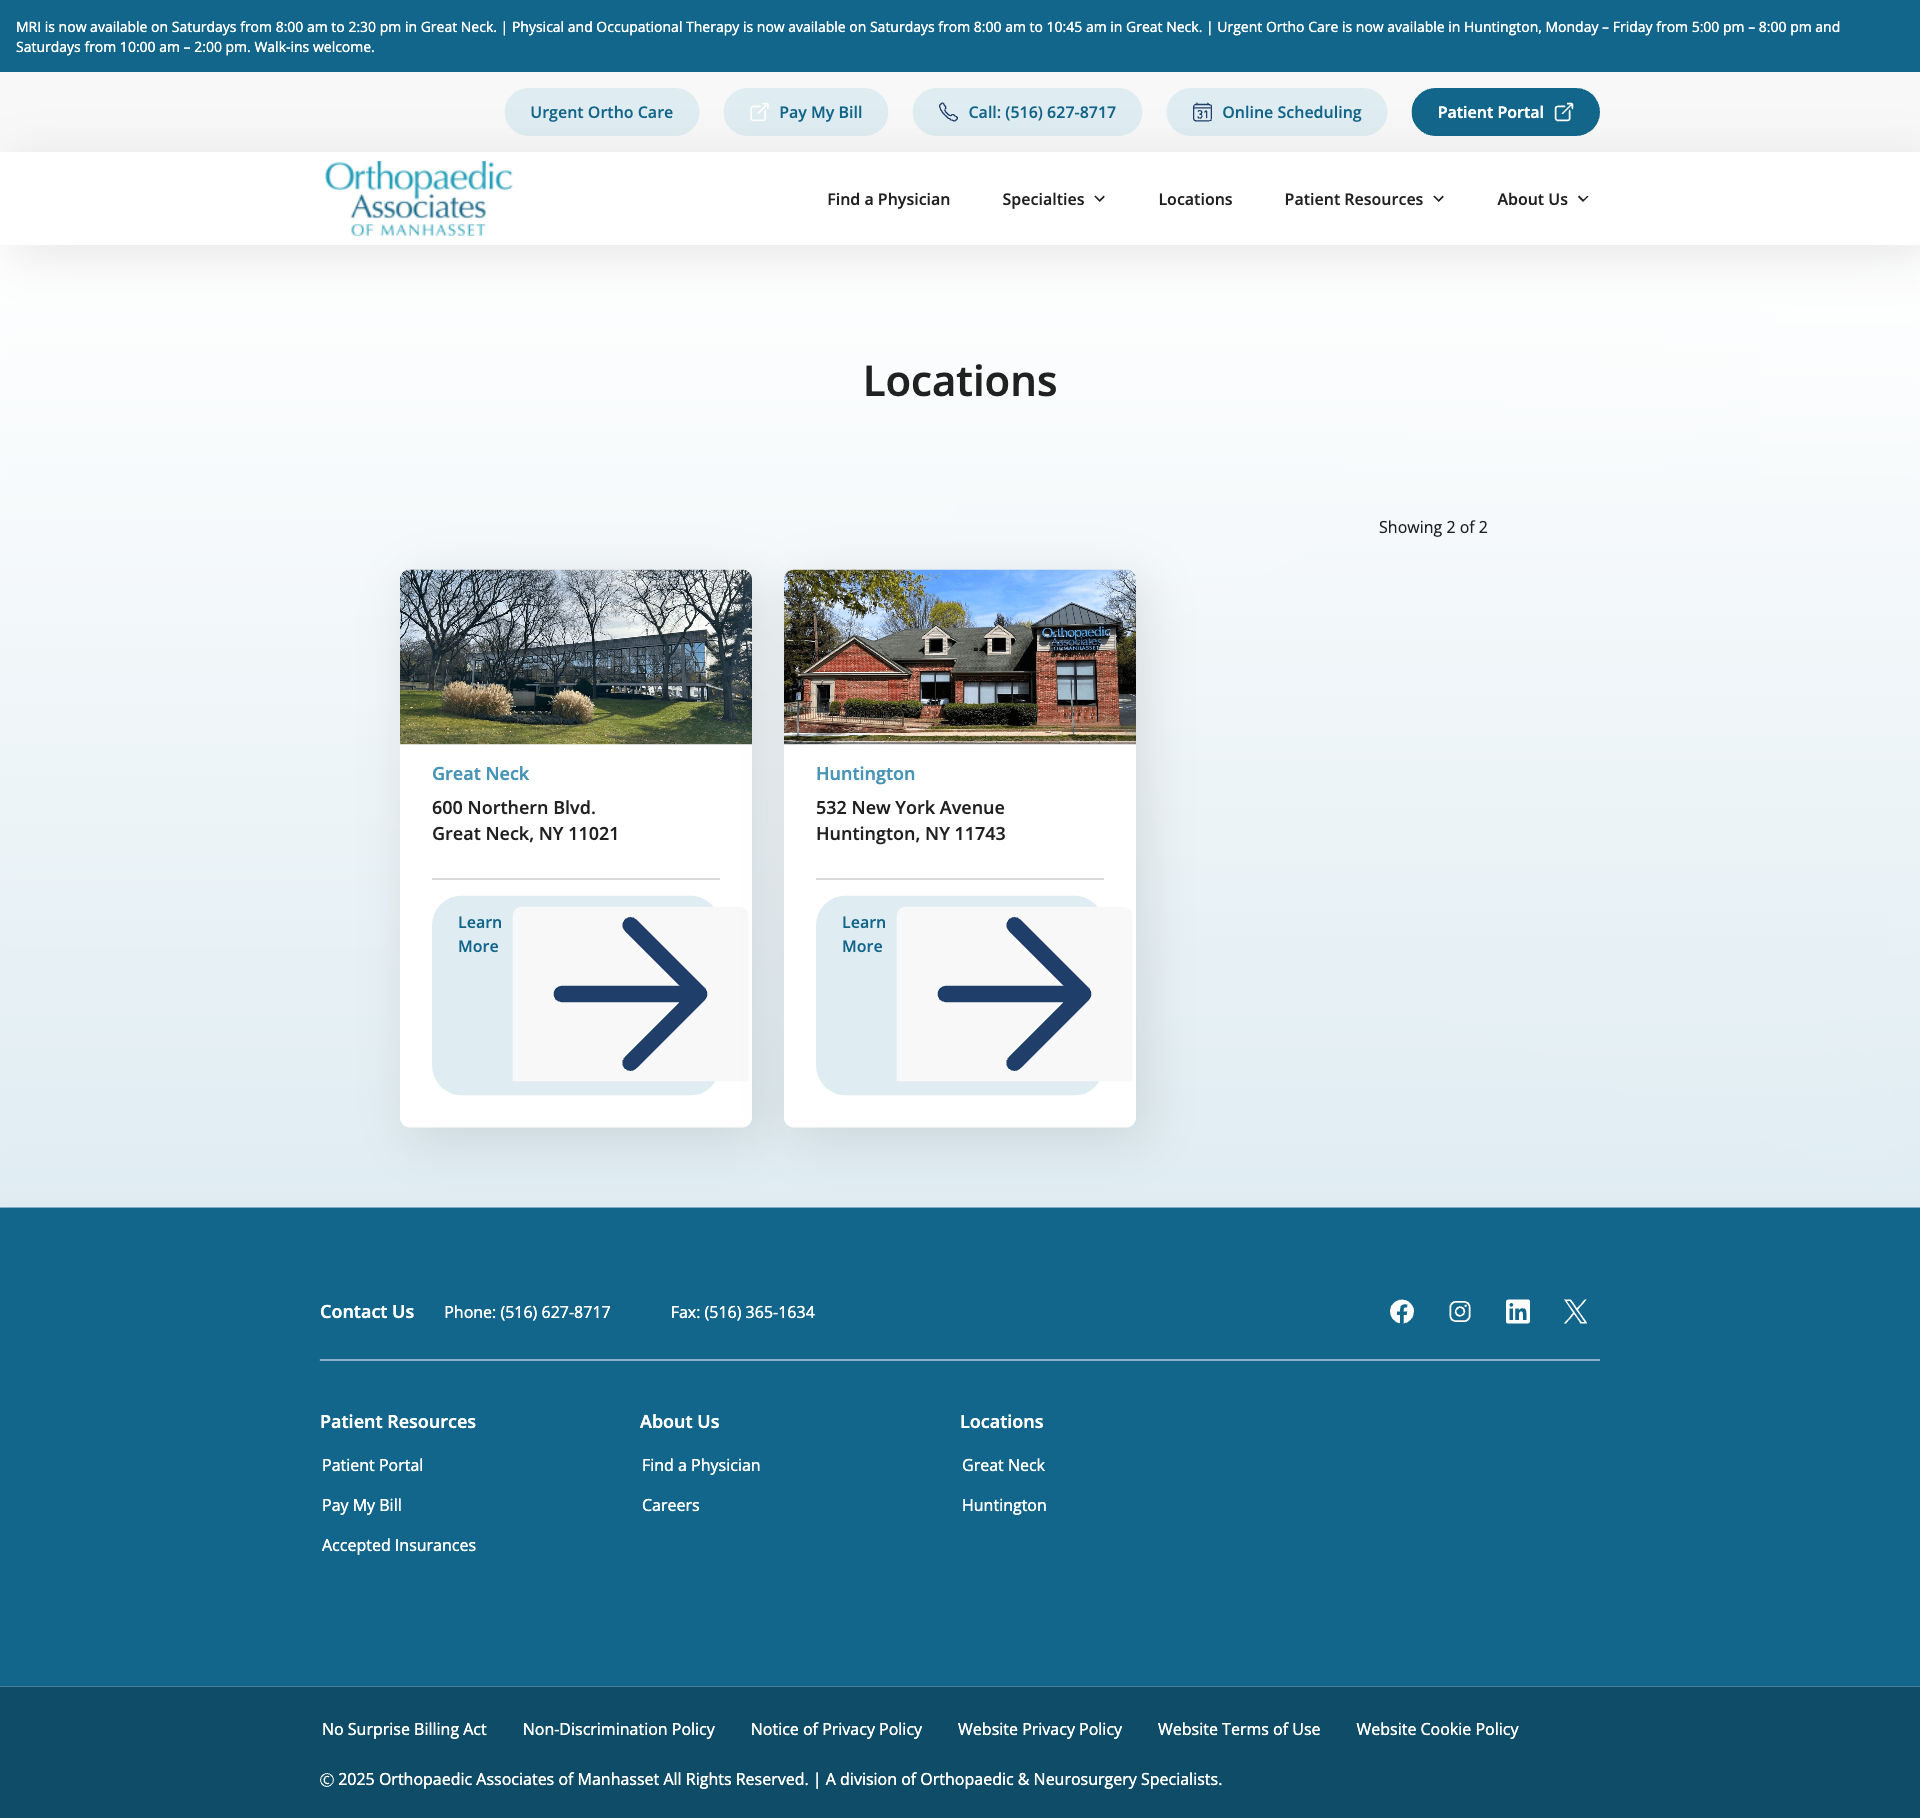 MRI is now available on Saturdays from 8:00 am to 2:30 pm in Great Neck. | Physical and Occupational Therapy is now available on Saturdays from 8:00 am to 10:45 am in Great Neck. | Urgent Ortho Care is now available in Huntington, Monday – Friday from 5:00 pm – 8:00 pm and
Saturdays from 10:00 am – 2:00 pm. Walk-ins welcome.
Urgent Ortho Care
Pay My Bill
Call: (516) 627-8717
31
Online Scheduling
Patient Portal
Orthopaedic
Associates
OF MANHASSET
Find a Physician
Specialties
Locations
Patient Resources
About Us
Locations
Showing 2 of 2
Orthopaedic
Associates
OF MANHASSET
Great Neck
600 Northern Blvd.
Great Neck, NY 11021
Learn
More
Huntington
532 New York Avenue
Huntington, NY 11743
Learn
More
Contact Us
Phone: (516) 627-8717
Fax: (516) 365-1634
Patient Resources
Patient Portal
Pay My Bill
Accepted Insurances
About Us
Find a Physician
Careers
Locations
Great Neck
Huntington
No Surprise Billing Act
Non-Discrimination Policy
Notice of Privacy Policy
Website Privacy Policy
Website Terms of Use
Website Cookie Policy
© 2025 Orthopaedic Associates of Manhasset All Rights Reserved. | A division of Orthopaedic & Neurosurgery Specialists.